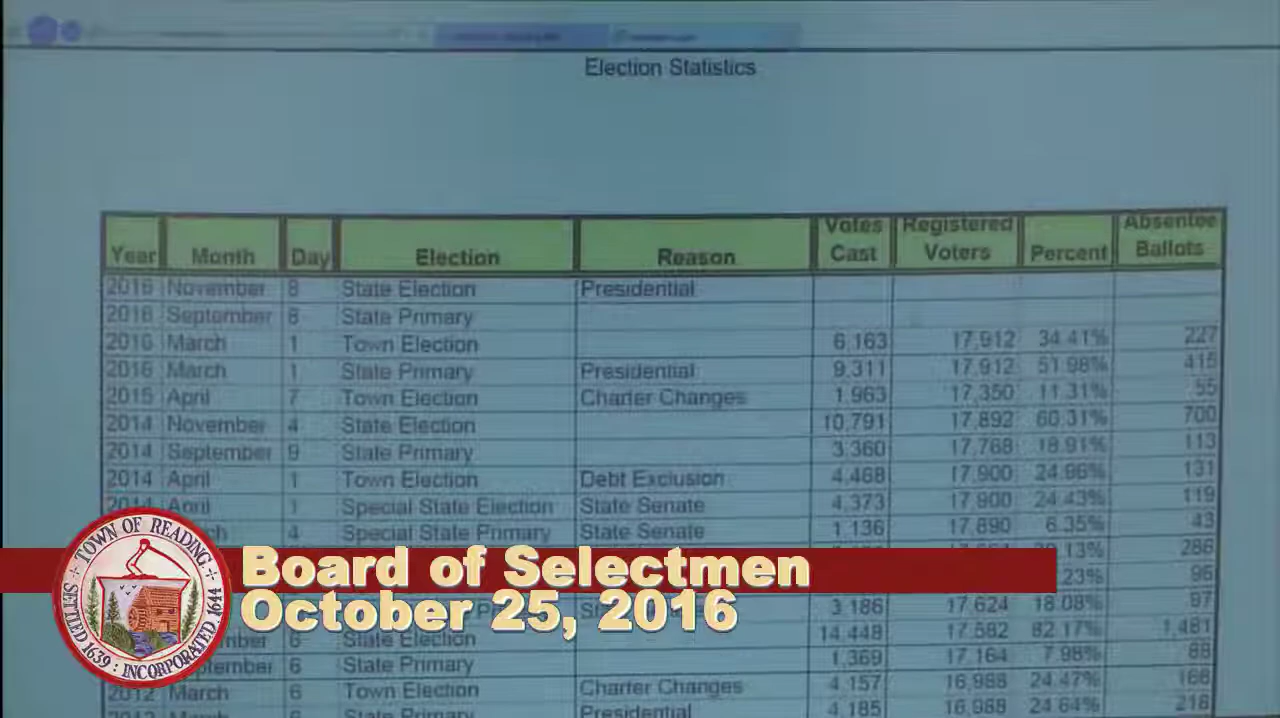 Election Statistics
Year Month Day Election Reason Votes Cast Registered Voters Percent Absentee Ballots
2016 November 8 State Election Presidential
2016 September 8 State Primary
2016 March 1 Town Election 6,163 17,912 34.41% 227
2016 March 1 State Primary Presidential 9,311 17,912 51.98% 415
2015 April 7 Town Election Charter Changes 1,963 17,350 11.31% 55
2014 November 4 State Election 10,791 17,892 60.31% 700
2014 September 9 State Primary 3,360 17,768 18.91% 113
2014 April 1 Town Election Debt Exclusion 4,468 17,900 24.96% 131
2014 April 1 Special State Election State Senate 4,373 17,900 24.43% 119
4 Special State Primary State Senate 1,136 17,890 6.35% 43
13% 286
23% 95
3,186 17,624 18.08% 97
6 State Election 14,448 17,582 82.17% 1,481
6 State Primary 1,369 17,164 7.98% 88
2012 March 6 Town Election Charter Changes 4,157 16,988 24.47% 166
2012 March 6 State Primary Presidential 4,185 16,988 24.64% 218
Board of Selectmen
October 25, 2016
TOWN OF READING
SETTLED 1639 : INCORPORATED 1644